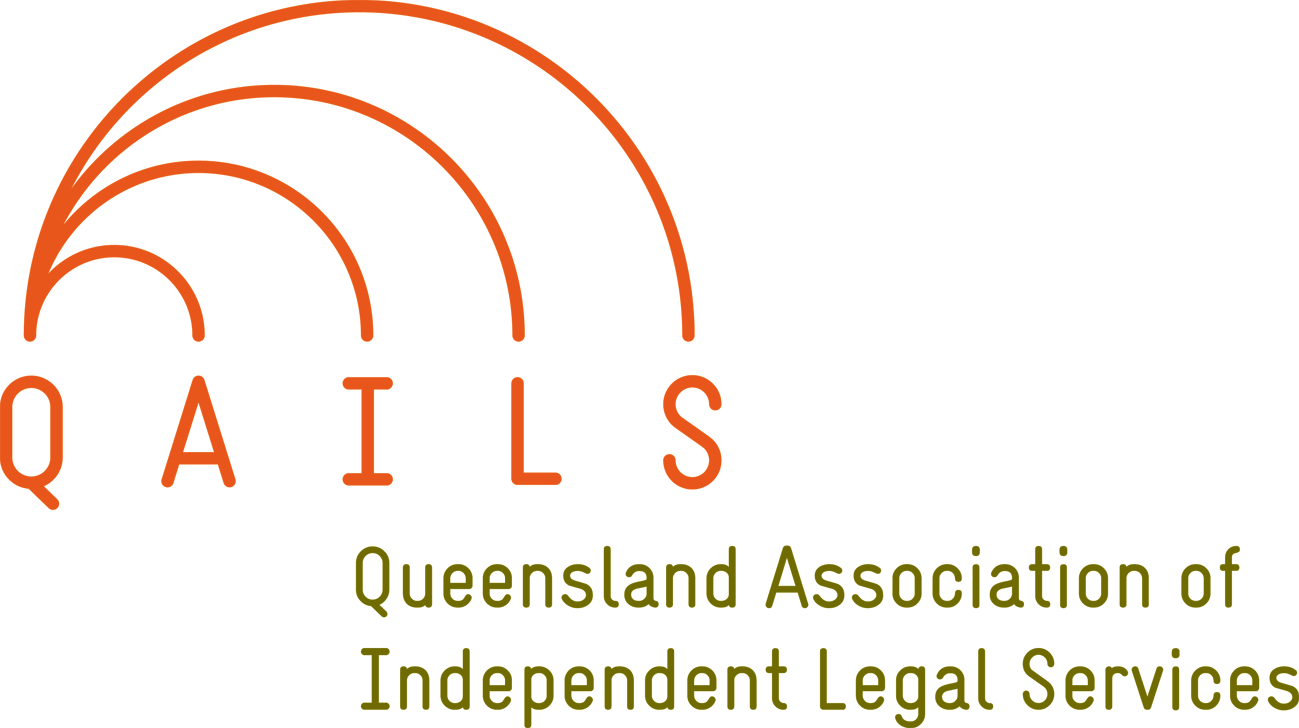 QAILS
Queensland Association of
Independent Legal Services